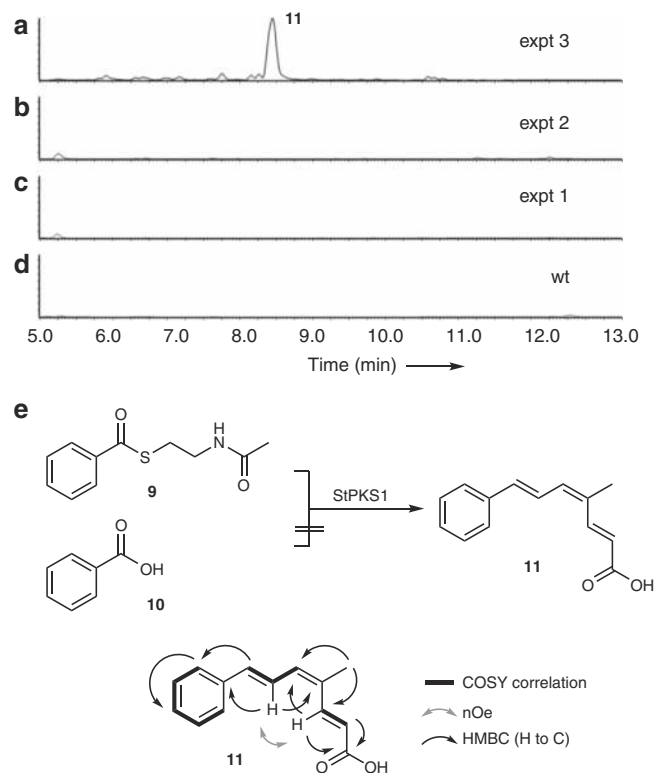 a
11
expt 3
b
expt 2
c
expt 1
d
wt
5.0 6.0 7.0 8.0 9.0 10.0 11.0 12.0 13.0
Time (min)
e
O
H
N
S
O
9
StPKS1
O
OH
10
11
O
OH
H
H
O
OH
11
COSY correlation
nOe
HMBC (H to C)